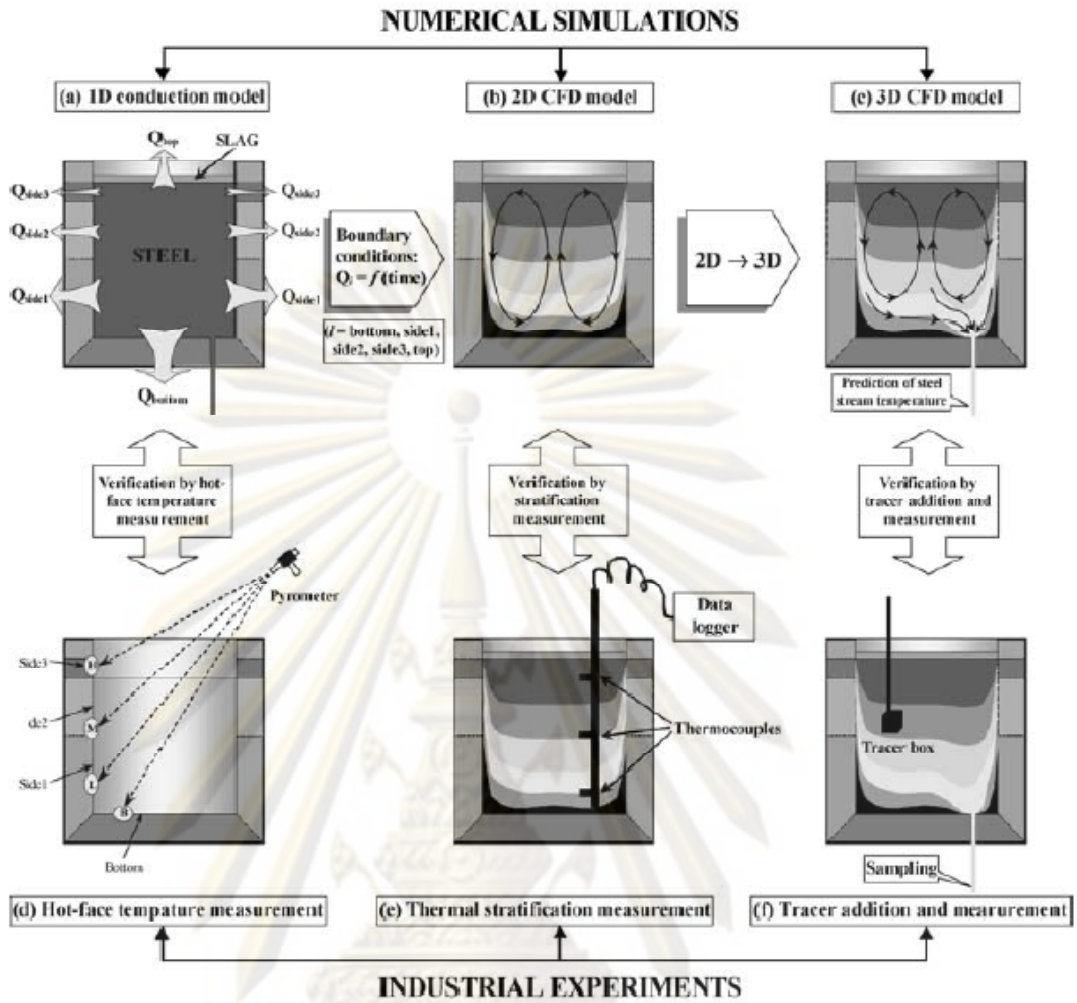 NUMERICAL SIMULATIONS
(a) 1D conduction model
(b) 2D CFD model
(e) 3D CFD model
Qtop
SLAG
Qside3
Qside3
Qside2
Qside2
STEEL
Qside1
Qside1
Qbottom
Boundary
conditions:
Qi = f(time)
(i = bottom, side1,
side2, side3, top)
2D → 3D
Prediction of steel
stream temperature
Verification by hot-
face temperature
measurement
Verification by
stratification
measurement
Verification by
tracer addition and
measurement
Pyrometer
Data
logger
Side3
de2
Side1
M
L
B
Bottom
Thermocouples
Tracer box
Sampling
(d) Hot-face tempature measurement
(e) Thermal stratification measurement
(f) Tracer addition and mearurement
INDUSTRIAL EXPERIMENTS